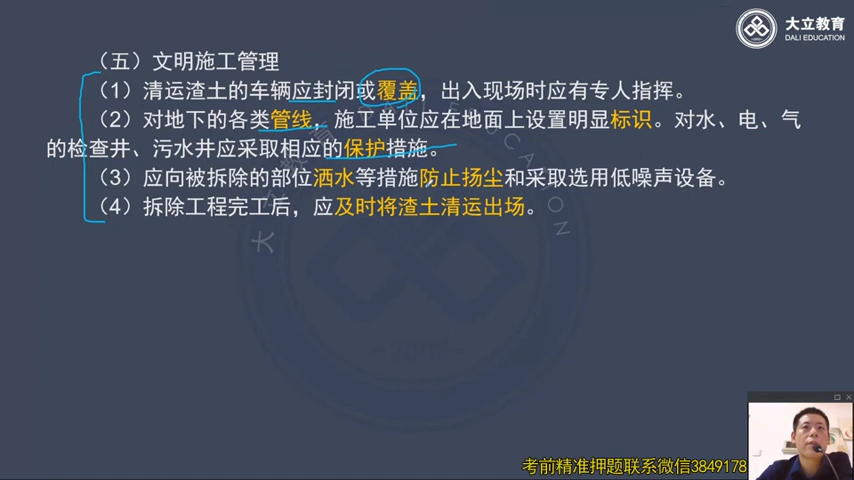 大立教育
DALI EDUCATION
（五）文明施工管理
（1）清运渣土的车辆应封闭或覆盖，出入现场时应有专人指挥。
（2）对地下的各类管线，施工单位应在地面上设置明显标识。对水、电、气
的检查井、污水井应采取相应的保护措施。
（3）应向被拆除的部位洒水等措施防止扬尘和采取选用低噪声设备。
（4）拆除工程完工后，应及时将渣土清运出场。
考前精准押题联系微信3849178